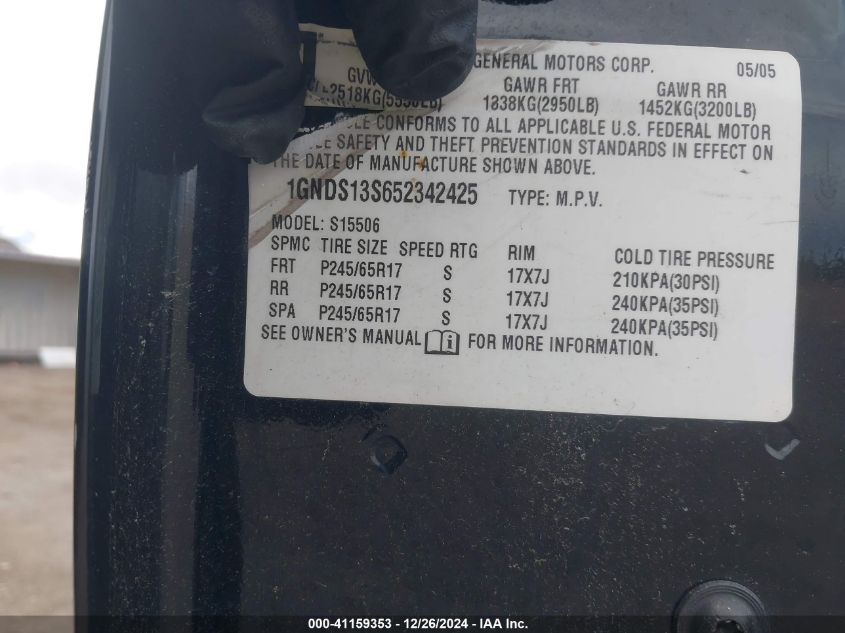 GENERAL MOTORS CORP. 05/05
GAWR FRT GAWR RR
2518KG(5550LB) 1338KG(2950LB) 1452KG(3200LB)
CONFORMS TO ALL APPLICABLE U.S. FEDERAL MOTOR
SAFETY AND THEFT PREVENTION STANDARDS IN EFFECT ON
THE DATE OF MANUFACTURE SHOWN ABOVE.
1GNDS13S652342425 TYPE: M.P.V.
MODEL: S15506
SPMC TIRE SIZE SPEED RTG RIM COLD TIRE PRESSURE
FRT P245/65R17 S 17X7J 210KPA(30PSI)
RR P245/65R17 S 17X7J 240KPA(35PSI)
SPA P245/65R17 S 17X7J 240KPA(35PSI)
SEE OWNER'S MANUAL i FOR MORE INFORMATION.
000-41159353 - 12/26/2024 - IAA Inc.